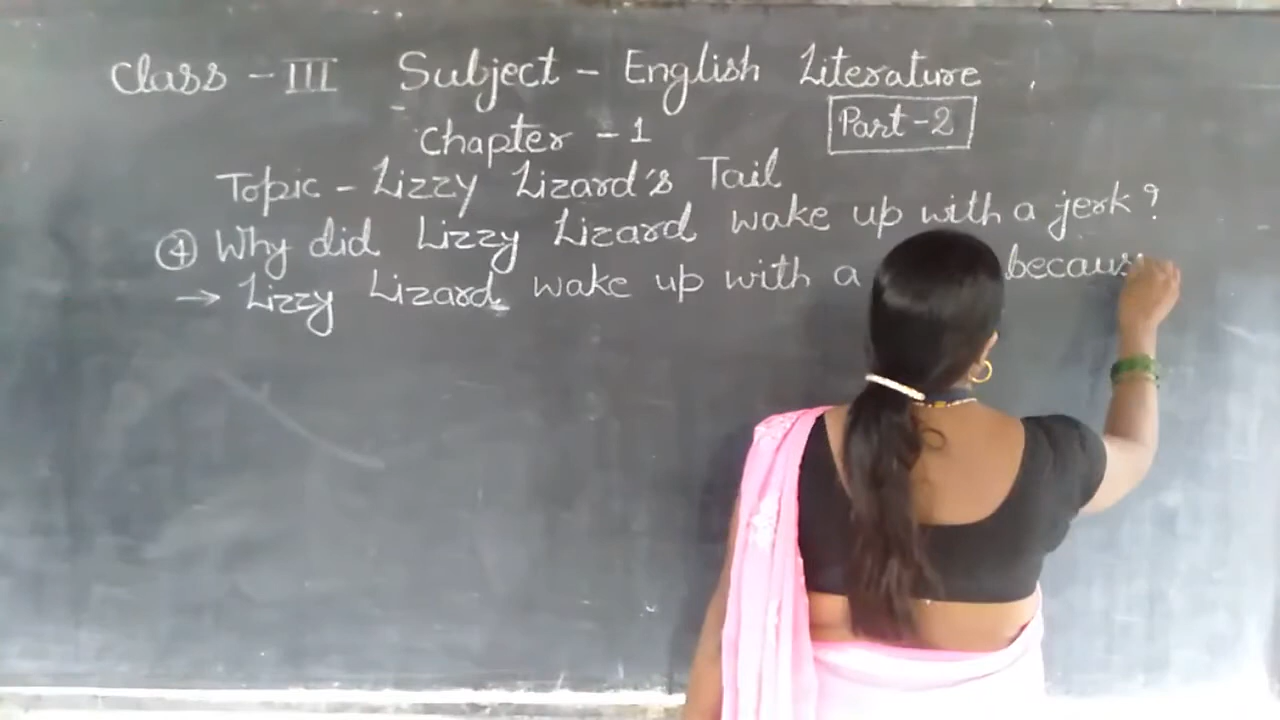 Class - III Subject - English Literature
Chapter - 1 Part-2
Topic - Lizzy Lizard's Tail
④ Why did Lizzy Lizard wake up with a jerk?
→ Lizzy Lizard wake up with a because